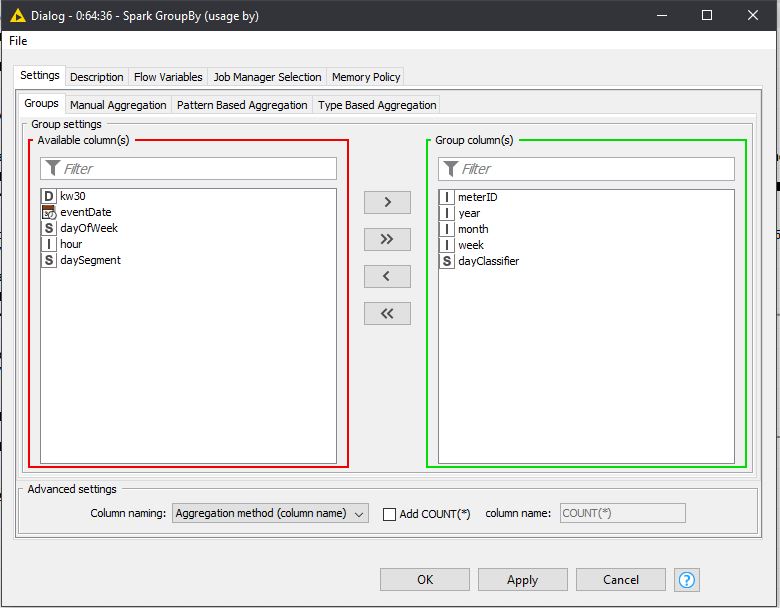 Dialog - 0:64:36 - Spark GroupBy (usage by)
File
Settings Description Flow Variables Job Manager Selection Memory Policy
Groups Manual Aggregation Pattern Based Aggregation Type Based Aggregation
Group settings
Available column(s)
Filter
D kw30
eventDate
S dayOfWeek
I hour
S daySegment
>
>>
<
<<
Group column(s)
Filter
I meterID
I year
I month
I week
S dayClassifier
Advanced settings
Column naming: Aggregation method (column name) Add COUNT(*) column name: COUNT(*)
OK Apply Cancel ?